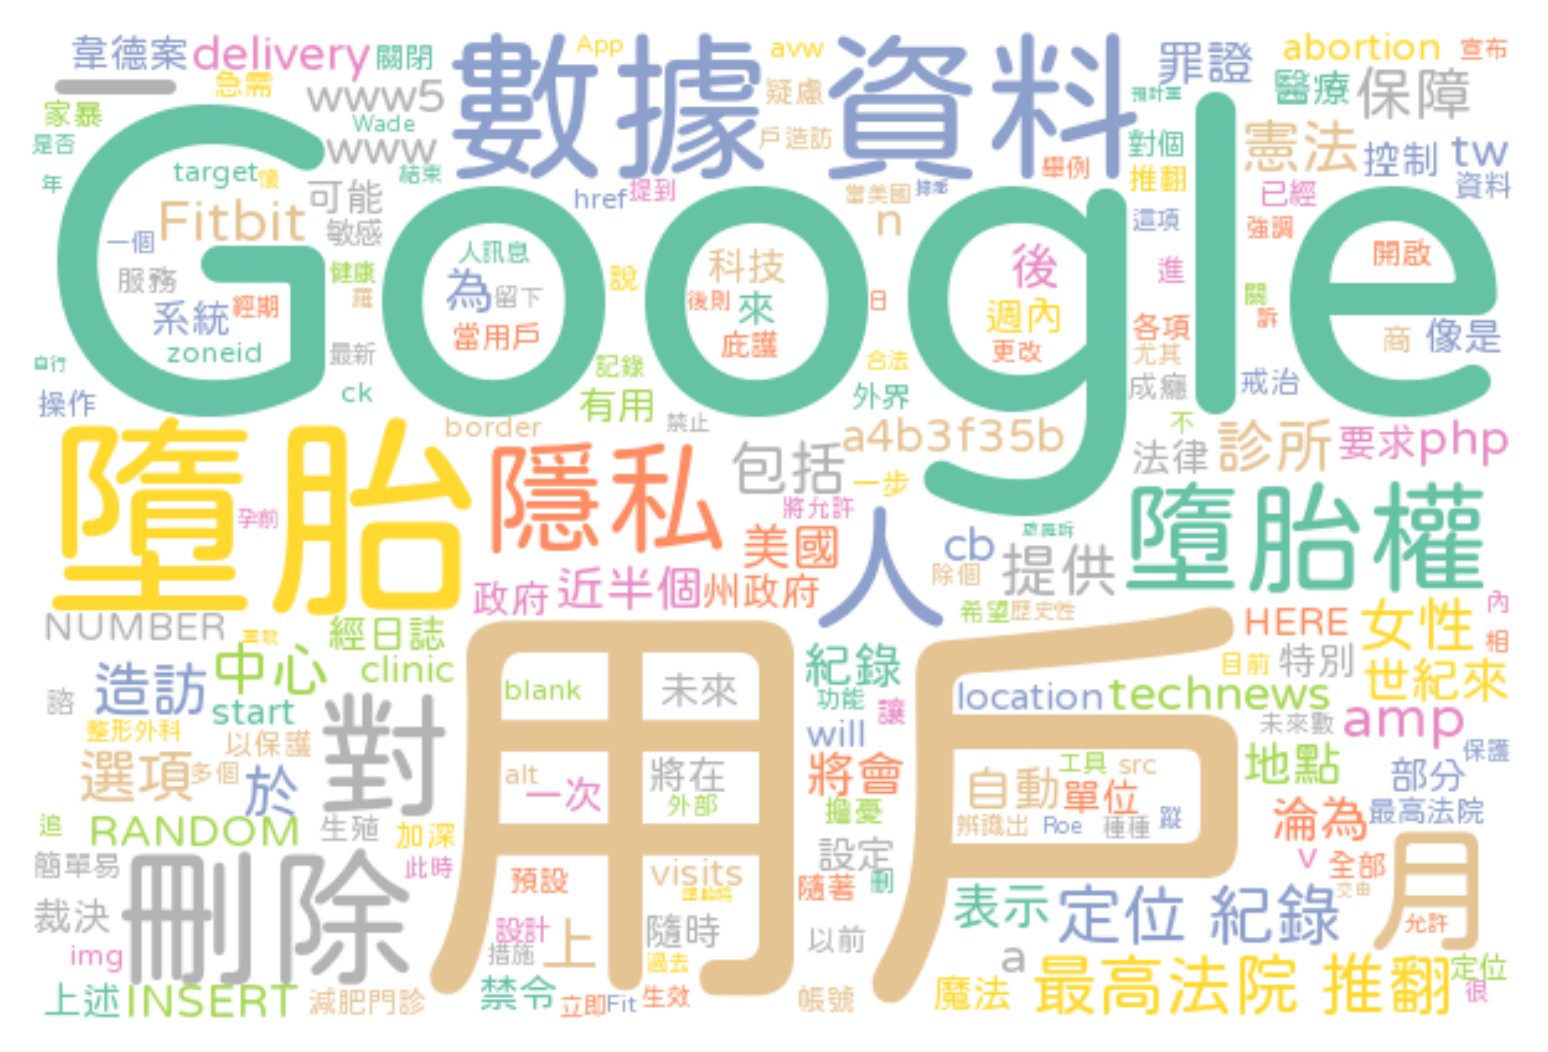 韋德案 delivery 關閉 數據 資料 App avw 罪證 abortion 宣布
一 急需 www5 疑慮 預計單 醫療 保障
家暴 Wade 戶造訪 對個 憲法 控制 tw
是否 www 結束 舉例 推翻 資料
年 target 懷 可能 href 提到 當美國 已經
Google
Fitbit 敏感 n 這項 強調
一個 人訊息 科技 後 開啟
服務 健康 為 留下 說 進
系統 經期 羅 後則 來 日 週內 關 訴
zoneid 最新 當用戶 庇護 更改 各項 商 像是
自行 記錄 合法 尤其
操作 ck 有用 禁止 外界 成癮 戒治
border a4b3f35b 不 診所 要求 php
墮胎 隱私 包括 一步 法律
孕前 將允許 墮胎權
美國 人 cb 提供
政府 近半個 州政府 除個
NUMBER 經日誌 希望 歷史性 HERE 女性 內
中心 clinic 用戶 紀錄 目前 特別 相
諮 造訪 start blank 未來 功能 讓 location technews 世紀來
整形外科 以保護 對 will 未來數 amp
選項 多個 於 alt 一次 將在 將會 自動 工具 src 地點 部分 保護
外部 擔憂 單位 淪為 最高法院
追 RANDOM 生殖 加深 辨識出 Roe 種種 蹤
簡單易 刪除 此時 設定 v 全部 月
裁決 預設 visits 隨著 刪 表示 定位 紀錄 交由
設計 上 隨時 以前 允許
img 措施 過去 a 最高法院 推翻 定位
上述 INSERT 減肥門診 禁令 立即 Fit 生效 帳號 魔法 很